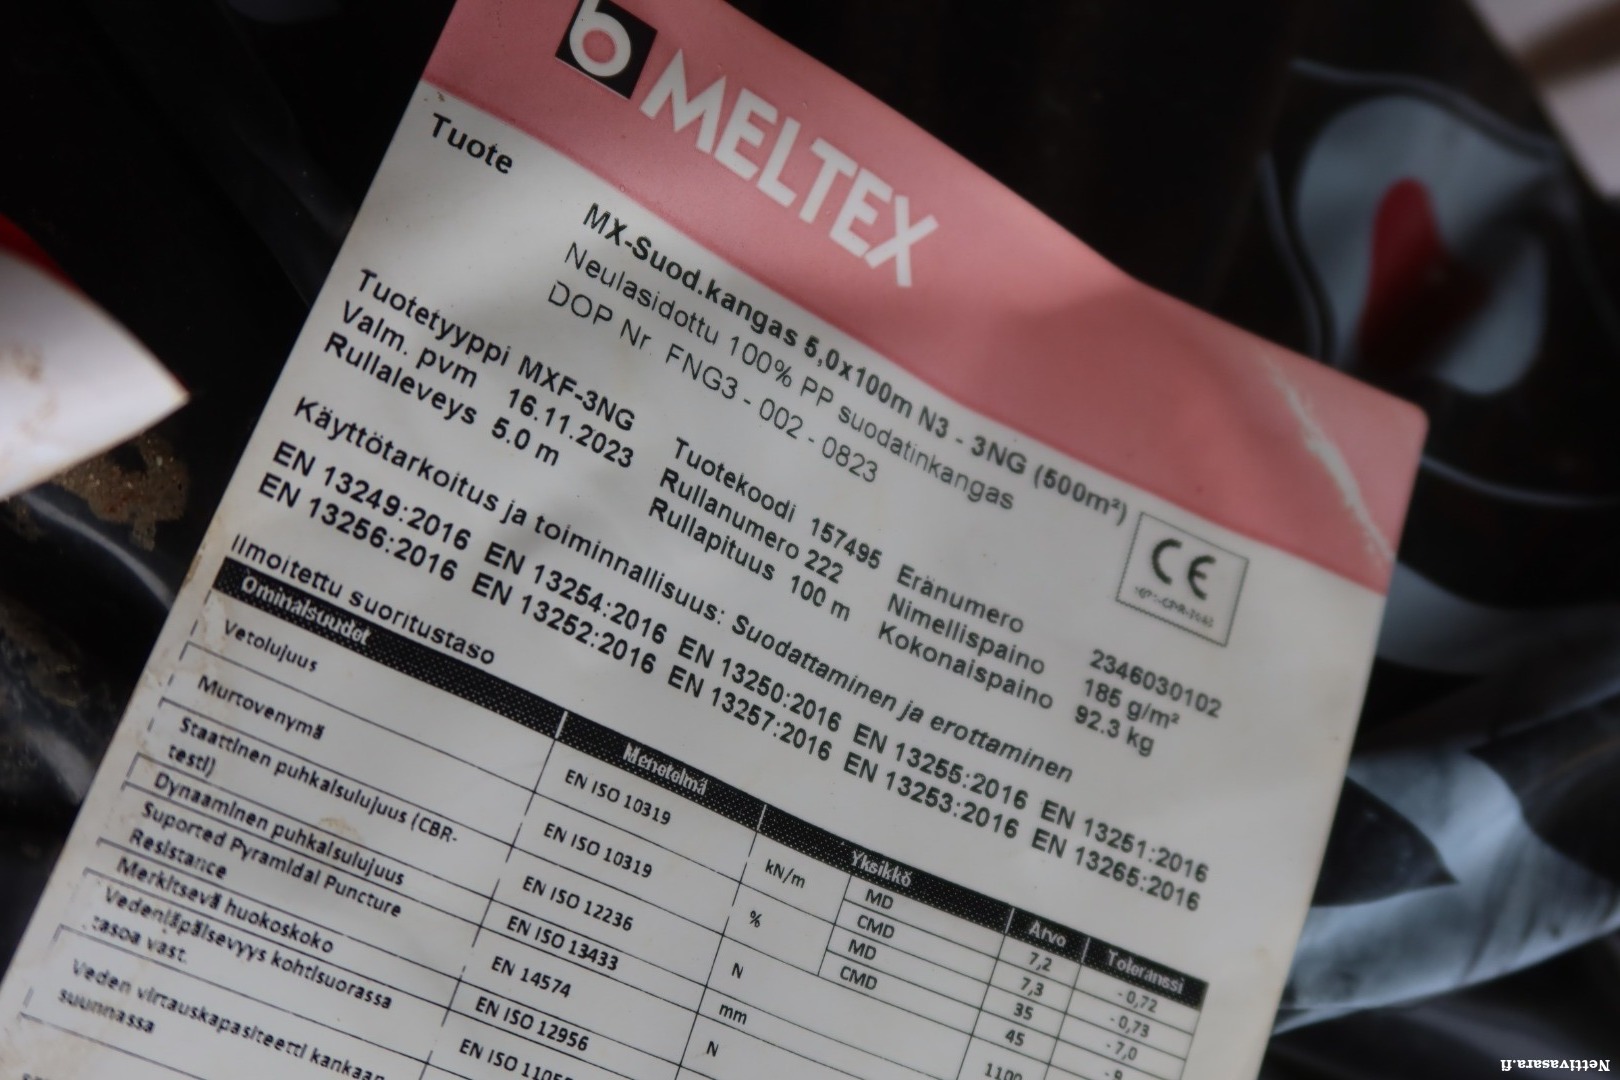 b MELTEX
Tuote
MX-Suod.kangas 5,0x100m N3 - 3NG (500m²)
Neulasidottu 100% PP suodatinkangas
DOP Nr. FNG3 - 002 - 0823
CE
Tuotetyyppi MXF-3NG Tuotekoodi 157495 Eränumero 2346030102
Valm. pvm 16.11.2023 Rullanumero 222 Nimellispaino 185 g/m²
Rullaleveys 5.0 m Rullapituus 100 m Kokonaispaino 92.3 kg
Käyttötarkoitus ja toiminnallisuus: Suodattaminen ja erottaminen
EN 13249:2016 EN 13254:2016 EN 13250:2016 EN 13255:2016 EN 13251:2016
EN 13256:2016 EN 13252:2016 EN 13257:2016 EN 13253:2016 EN 13265:2016
Ilmoitettu suoritustaso
Ominaisuudet Menetelmä Yksikkö Arvo Toleranssi
Vetolujuus EN ISO 10319 kN/m MD 7,2 - 0,72
CMD 7,3 - 0,73
Murtovenymä EN ISO 10319 % MD 35 - 7,0
CMD 45 - 9
Staattinen puhkaisulujuus (CBR-
testi) EN ISO 12236 N 1100
Dynaaminen puhkaisulujuus EN ISO 13433 mm
Suported Pyramidal Puncture
Resistance EN 14574 N
Merkitsevä huokoskoko EN ISO 12956
Vedenläpäisevyys kohtisuorassa
tasoa vast.
Veden virtauskapasiteetti kankaan
suunnassa
Nettivasara.fi